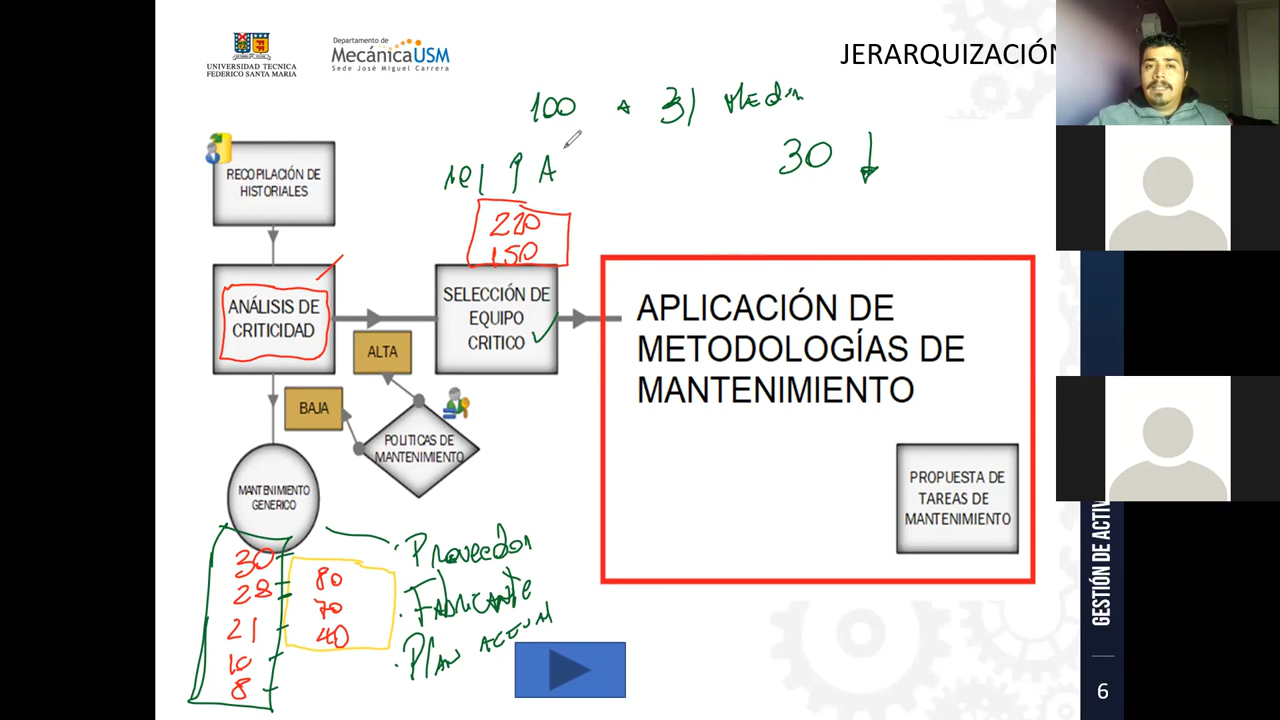 UNIVERSIDAD TECNICA
FEDERICO SANTA MARIA
Departamento de
MecánicaUSM
Sede José Miguel Carrera
JERARQUIZACIÓN
100 a 31 Medin
30 ↓
101 ↑ A
220
150
RECOPILACIÓN DE
HISTORIALES
ANÁLISIS DE
CRITICIDAD
SELECCIÓN DE
EQUIPO
CRITICO
ALTA
BAJA
POLITICAS DE
MANTENIMIENTO
MANTENIMIENTO
GENERICO
APLICACIÓN DE
METODOLOGÍAS DE
MANTENIMIENTO
PROPUESTA DE
TAREAS DE
MANTENIMIENTO
30
28
21
10
8
80
70
40
· Proveedor
· FABRICANTE
· Plan ACTUAL
GESTIÓN DE ACTIV
6